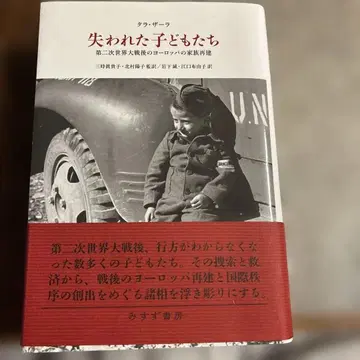 タラ・ザーラ
失われた子どもたち
第二次世界大戦後のヨーロッパの家族再建
三時眞貴子・北村陽子 監訳/岩下誠・江口布由子 訳
UN
第二次世界大戦後、行方がわからなくな
った数多くの子どもたち。その捜索と救
済から、戦後のヨーロッパ再建と国際秩
序の創出をめぐる諸相を浮き彫りにする。
みすず書房